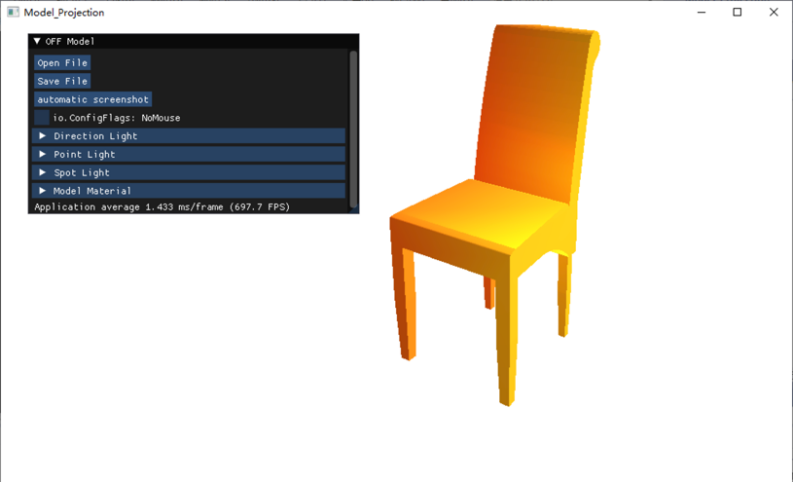 Model_Projection
OFF Model
Open File
Save File
automatic screenshot
io.ConfigFlags: NoMouse
Direction Light
Point Light
Spot Light
Model Material
Application average 1.433 ms/frame (697.7 FPS)